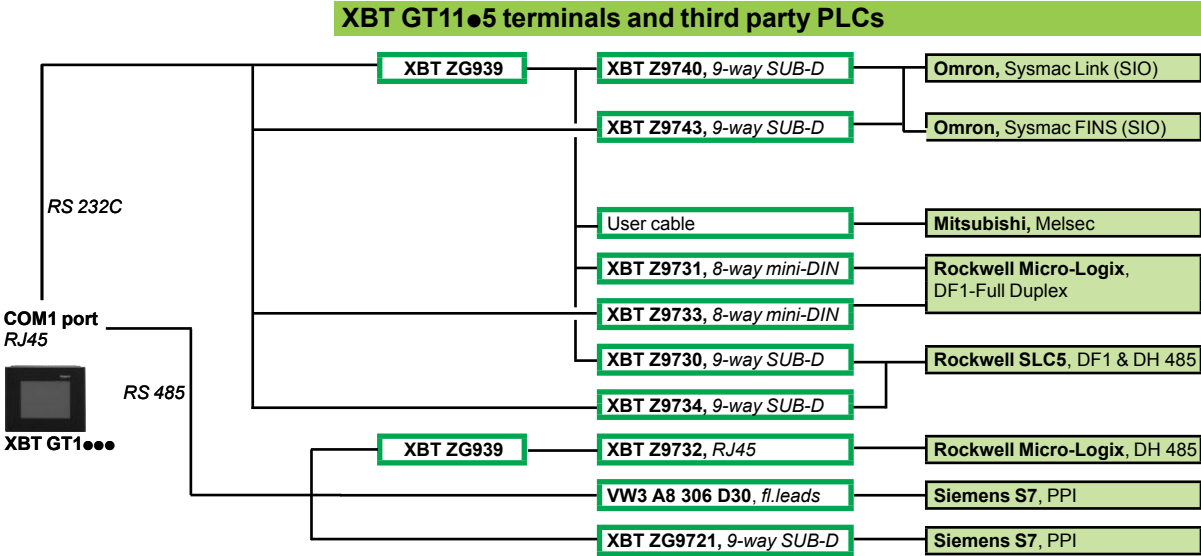 XBT GT11●5 terminals and third party PLCs
XBT ZG939
XBT Z9740, 9-way SUB-D
Omron, Sysmac Link (SIO)
XBT Z9743, 9-way SUB-D
Omron, Sysmac FINS (SIO)
RS 232C
User cable
Mitsubishi, Melsec
XBT Z9731, 8-way mini-DIN
Rockwell Micro-Logix,
DF1-Full Duplex
XBT Z9733, 8-way mini-DIN
COM1 port
RJ45
XBT Z9730, 9-way SUB-D
Rockwell SLC5, DF1 & DH 485
RS 485
XBT Z9734, 9-way SUB-D
XBT GT1●●●
XBT ZG939
XBT Z9732, RJ45
Rockwell Micro-Logix, DH 485
VW3 A8 306 D30, fl.leads
Siemens S7, PPI
XBT ZG9721, 9-way SUB-D
Siemens S7, PPI